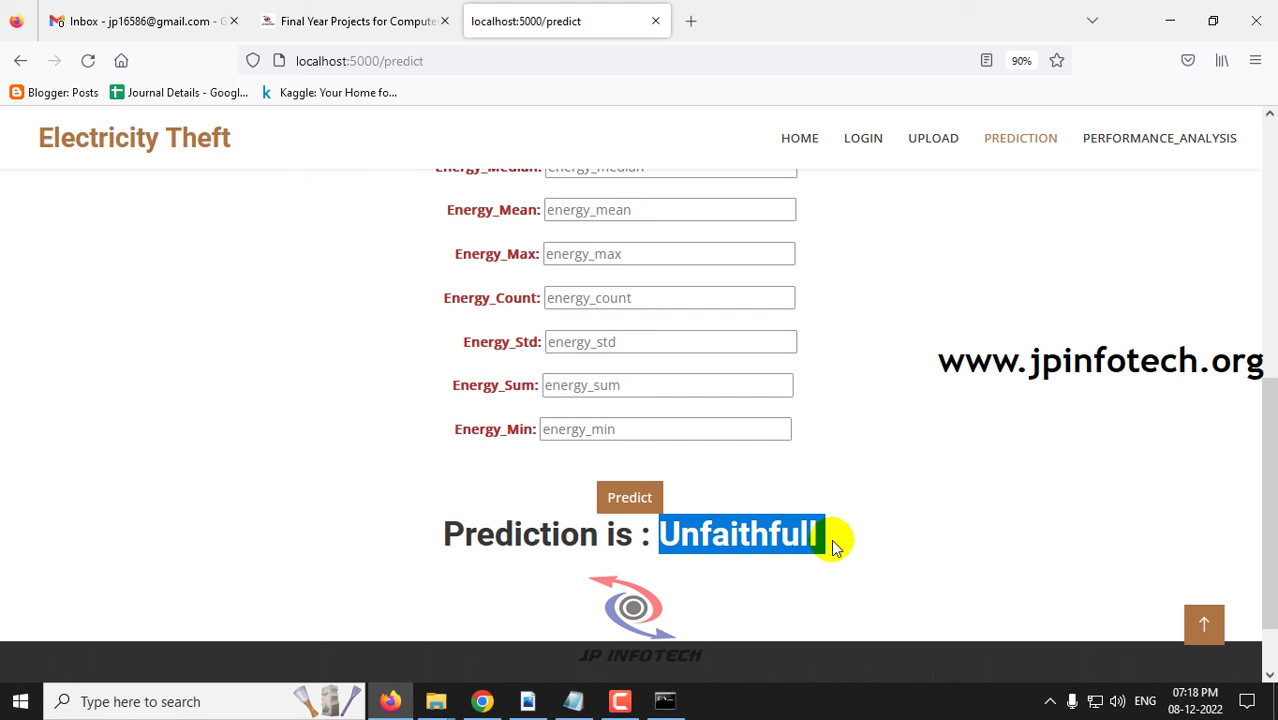 Inbox - jp16586@gmail.com - G
Final Year Projects for Compute
localhost:5000/predict
localhost:5000/predict
90%
Blogger: Posts
Journal Details - Googl...
Kaggle: Your Home fo...
Electricity Theft
HOME
LOGIN
UPLOAD
PREDICTION
PERFORMANCE_ANALYSIS
Energy_Median: energy_median
Energy_Mean: energy_mean
Energy_Max: energy_max
Energy_Count: energy_count
www.jpinfotech.org
Energy_Std: energy_std
Energy_Sum: energy_sum
Energy_Min: energy_min
Predict
Prediction is : Unfaithfull
JP INFOTECH
Type here to search
ENG
07:18 PM
08-12-2022